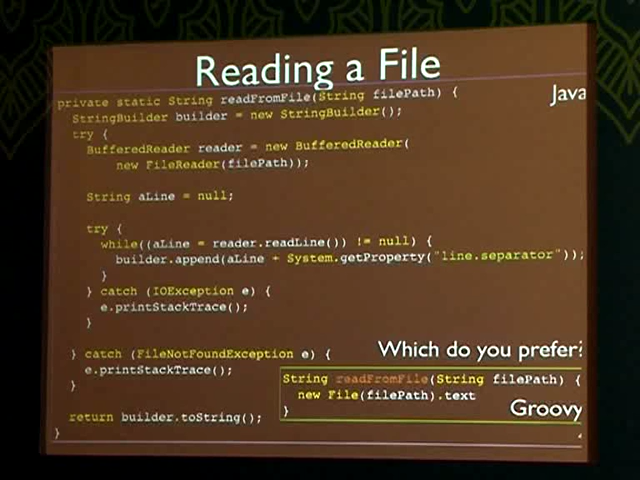 Reading a File
Java
private static String readFromFile(String filePath) {
StringBuilder builder = new StringBuilder();
try {
BufferedReader reader = new BufferedReader(
new FileReader(filePath));
String aLine = null;
try {
while((aLine = reader.readLine()) != null) {
builder.append(aLine + System.getProperty("line.separator"));
}
} catch (IOException e) {
e.printStackTrace();
}
} catch (FileNotFoundException e) {
e.printStackTrace();
}
return builder.toString();
}
Which do you prefer?
String readFromFile(String filePath) {
new File(filePath).text
}
Groovy